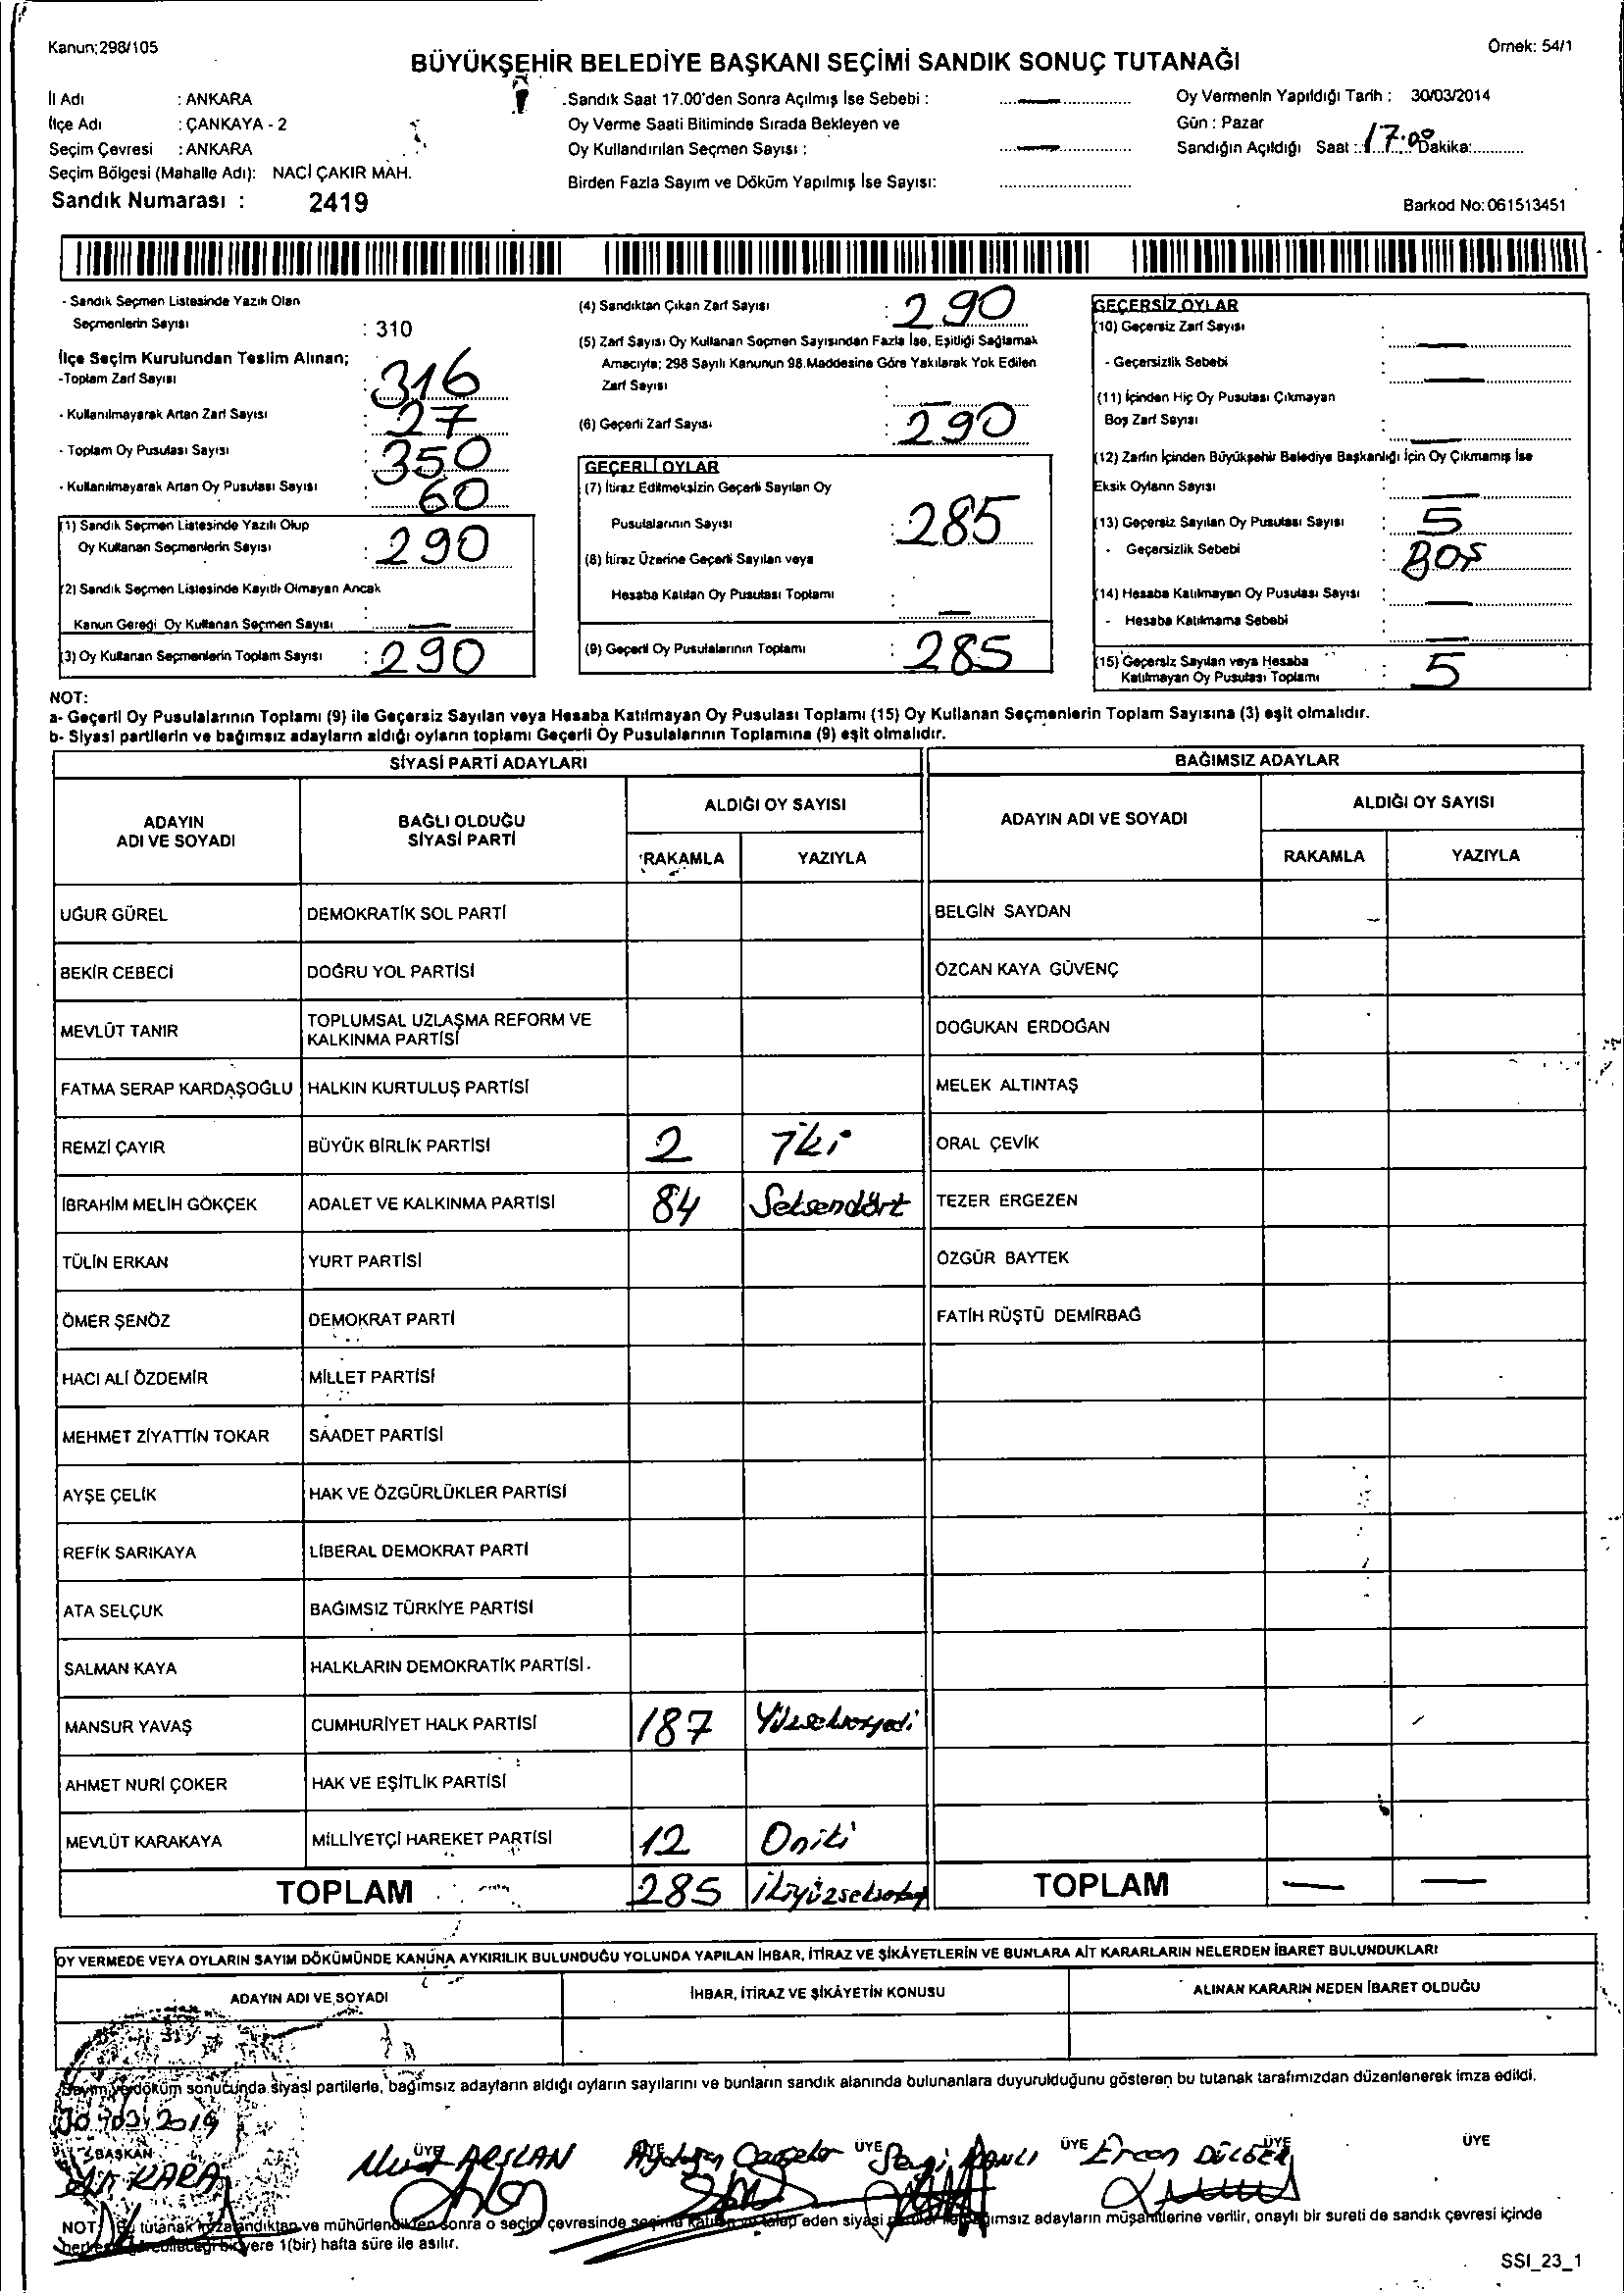 Kanun:298/105
Örnek: 54/1
BÜYÜKŞEHİR BELEDİYE BAŞKANI SEÇİMİ SANDIK SONUÇ TUTANAĞI
İl Adı : ANKARA
İlçe Adı : ÇANKAYA - 2
Seçim Çevresi : ANKARA
Seçim Bölgesi (Mahalle Adı): NACİ ÇAKIR MAH.
Sandık Numarası : 2419
Sandık Saat 17.00'den Sonra Açılmış İse Sebebi :
Oy Verme Saati Bitiminde Sırada Bekleyen ve
Oy Kullandırılan Seçmen Sayısı :
Birden Fazla Sayım ve Döküm Yapılmış İse Sayısı:
Oy Vermenin Yapıldığı Tarih : 30/03/2014
Gün : Pazar
Sandığın Açıldığı Saat : 17.00 Dakika:
Barkod No:061513451
- Sandık Seçmen Listesinde Yazılı Olan
Seçmenlerin Sayısı : 310
İlçe Seçim Kurulundan Teslim Alınan;
-Toplam Zarf Sayısı : 316
- Kullanılmayarak Artan Zarf Sayısı : 27
- Toplam Oy Pusulası Sayısı : 350
- Kullanılmayarak Artan Oy Pusulası Sayısı : 60
(1) Sandık Seçmen Listesinde Yazılı Olup
Oy Kullanan Seçmenlerin Sayısı : 290
(2) Sandık Seçmen Listesinde Kayıtlı Olmayan Ancak
Kanun Gereği Oy Kullanan Seçmen Sayısı : —
(3) Oy Kullanan Seçmenlerin Toplam Sayısı : 290
(4) Sandıktan Çıkan Zarf Sayısı : 290
(5) Zarf Sayısı Oy Kullanan Seçmen Sayısından Fazla İse, Eşitliği Sağlamak
Amacıyla; 298 Sayılı Kanunun 98.Maddesine Göre Yakılarak Yok Edilen
Zarf Sayısı : —
(6) Geçerli Zarf Sayısı : 290
GEÇERLİ OYLAR
(7) İtiraz Edilmeksizin Geçerli Sayılan Oy
Pusulalarının Sayısı : 285
(8) İtiraz Üzerine Geçerli Sayılan veya
Hesaba Katılan Oy Pusulası Toplamı : —
(9) Geçerli Oy Pusulalarının Toplamı : 285
GEÇERSİZ OYLAR
(10) Geçersiz Zarf Sayısı : —
- Geçersizlik Sebebi : —
(11) İçinden Hiç Oy Pusulası Çıkmayan
Boş Zarf Sayısı : —
(12) Zarfın İçinden Büyükşehir Belediye Başkanlığı İçin Oy Çıkmamış İse
Eksik Oyların Sayısı : —
(13) Geçersiz Sayılan Oy Pusulası Sayısı : 5
- Geçersizlik Sebebi : BOŞ
(14) Hesaba Katılmayan Oy Pusulası Sayısı : —
- Hesaba Katılmama Sebebi : —
(15) Geçersiz Sayılan veya Hesaba
Katılmayan Oy Pusulası Toplamı : 5
NOT:
a- Geçerli Oy Pusulalarının Toplamı (9) ile Geçersiz Sayılan veya Hesaba Katılmayan Oy Pusulası Toplamı (15) Oy Kullanan Seçmenlerin Toplam Sayısına (3) eşit olmalıdır.
b- Siyasi partilerin ve bağımsız adayların aldığı oyların toplamı Geçerli Oy Pusulalarının Toplamına (9) eşit olmalıdır.
SİYASİ PARTİ ADAYLARI BAĞIMSIZ ADAYLAR
ADAYIN ADI VE SOYADI BAĞLI OLDUĞU SİYASİ PARTİ ALDIĞI OY SAYISI ADAYIN ADI VE SOYADI ALDIĞI OY SAYISI
RAKAMLA YAZIYLA RAKAMLA YAZIYLA
UĞUR GÜREL DEMOKRATİK SOL PARTİ BELGİN SAYDAN
BEKİR CEBECİ DOĞRU YOL PARTİSİ ÖZCAN KAYA GÜVENÇ
MEVLÜT TANIR TOPLUMSAL UZLAŞMA REFORM VE KALKINMA PARTİSİ DOĞUKAN ERDOĞAN
FATMA SERAP KARDAŞOĞLU HALKIN KURTULUŞ PARTİSİ MELEK ALTINTAŞ
REMZİ ÇAYIR BÜYÜK BİRLİK PARTİSİ 2 İki ORAL ÇEVİK
İBRAHİM MELİH GÖKÇEK ADALET VE KALKINMA PARTİSİ 84 Seksendört TEZER ERGEZEN
TÜLİN ERKAN YURT PARTİSİ ÖZGÜR BAYTEK
ÖMER ŞENÖZ DEMOKRAT PARTİ FATİH RÜŞTÜ DEMİRBAĞ
HACI ALİ ÖZDEMİR MİLLET PARTİSİ
MEHMET ZİYATTİN TOKAR SAADET PARTİSİ
AYŞE ÇELİK HAK VE ÖZGÜRLÜKLER PARTİSİ
REFİK SARIKAYA LİBERAL DEMOKRAT PARTİ
ATA SELÇUK BAĞIMSIZ TÜRKİYE PARTİSİ
SALMAN KAYA HALKLARIN DEMOKRATİK PARTİSİ
MANSUR YAVAŞ CUMHURİYET HALK PARTİSİ 187
AHMET NURİ ÇOKER HAK VE EŞİTLİK PARTİSİ
MEVLÜT KARAKAYA MİLLİYETÇİ HAREKET PARTİSİ 12 Oniki
TOPLAM 285 TOPLAM — —
OY VERMEDE VEYA OYLARIN SAYIM DÖKÜMÜNDE KANUNA AYKIRILIK BULUNDUĞU YOLUNDA YAPILAN İHBAR, İTİRAZ VE ŞİKÂYETLERİN VE BUNLARA AİT KARARLARIN NELERDEN İBARET BULUNDUKLARI
ADAYIN ADI VE SOYADI İHBAR, İTİRAZ VE ŞİKÂYETİN KONUSU ALINAN KARARIN NEDEN İBARET OLDUĞU
Sayım ve döküm sonucunda siyasi partilerle, bağımsız adayların aldığı oyların sayılarını ve bunların sandık alanında bulunanlara duyurulduğunu gösteren bu tutanak tarafımızdan düzenlenerek imza edildi.
BAŞKAN ÜYE ÜYE ÜYE ÜYE ÜYE ÜYE
KARA ARSLAN Ercan
NOT: Bu tutanak imzalandıktan ve mühürlendikten sonra o seçim çevresinde seçime katılan ve talep eden siyasi bağımsız adayların müşahitlerine verilir, onaylı bir sureti de sandık çevresi içinde
yere 1(bir) hafta süre ile asılır.
SSI_23_1